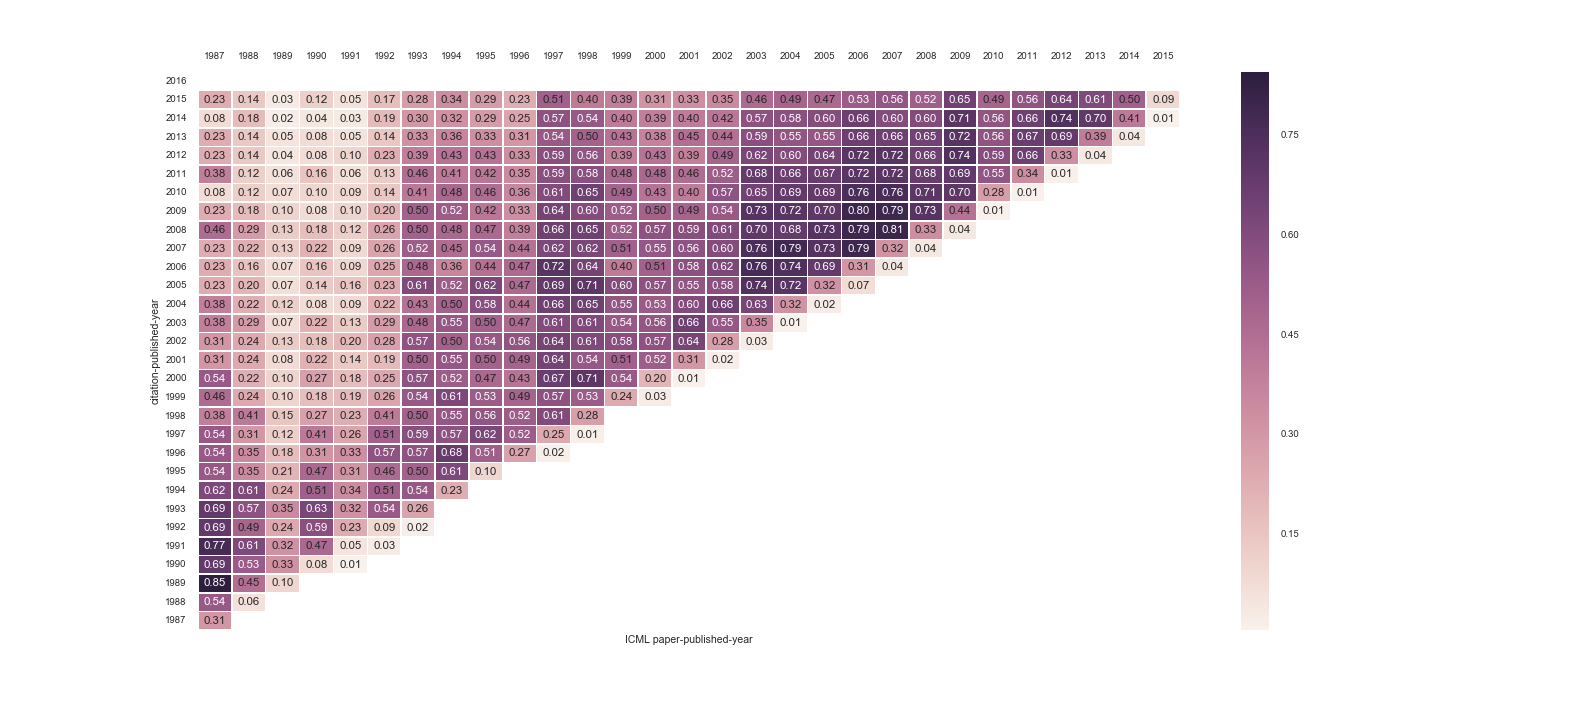 1987 1988 1989 1990 1991 1992 1993 1994 1995 1996 1997 1998 1999 2000 2001 2002 2003 2004 2005 2006 2007 2008 2009 2010 2011 2012 2013 2014 2015
2016
2015 0.23 0.14 0.03 0.12 0.05 0.17 0.28 0.34 0.29 0.23 0.51 0.40 0.39 0.31 0.33 0.35 0.46 0.49 0.47 0.53 0.56 0.52 0.65 0.49 0.56 0.64 0.61 0.50 0.09
2014 0.08 0.18 0.02 0.04 0.03 0.19 0.30 0.32 0.29 0.25 0.57 0.54 0.40 0.39 0.40 0.42 0.57 0.58 0.60 0.66 0.60 0.60 0.71 0.56 0.66 0.74 0.70 0.41 0.01
2013 0.23 0.14 0.05 0.08 0.05 0.14 0.33 0.36 0.33 0.31 0.54 0.50 0.43 0.38 0.45 0.44 0.59 0.55 0.55 0.66 0.66 0.65 0.72 0.56 0.67 0.69 0.39 0.04
0.75
2012 0.23 0.14 0.04 0.08 0.10 0.23 0.39 0.43 0.43 0.33 0.59 0.56 0.39 0.43 0.39 0.49 0.62 0.60 0.64 0.72 0.72 0.66 0.74 0.59 0.66 0.33 0.04
2011 0.38 0.12 0.06 0.16 0.06 0.13 0.46 0.41 0.42 0.35 0.59 0.58 0.48 0.48 0.46 0.52 0.68 0.66 0.67 0.72 0.72 0.68 0.69 0.55 0.34 0.01
2010 0.08 0.12 0.07 0.10 0.09 0.14 0.41 0.48 0.46 0.36 0.61 0.65 0.49 0.43 0.40 0.57 0.65 0.69 0.69 0.76 0.76 0.71 0.70 0.28 0.01
2009 0.23 0.18 0.10 0.08 0.10 0.20 0.50 0.52 0.42 0.33 0.64 0.60 0.52 0.50 0.49 0.54 0.73 0.72 0.70 0.80 0.79 0.73 0.44 0.01
2008 0.46 0.29 0.13 0.18 0.12 0.26 0.50 0.48 0.47 0.39 0.66 0.65 0.52 0.57 0.59 0.61 0.70 0.68 0.73 0.79 0.81 0.33 0.04
0.60
2007 0.23 0.22 0.13 0.22 0.09 0.26 0.52 0.45 0.54 0.44 0.62 0.62 0.51 0.55 0.56 0.60 0.76 0.79 0.73 0.79 0.32 0.04
2006 0.23 0.16 0.07 0.16 0.09 0.25 0.48 0.36 0.44 0.47 0.72 0.64 0.40 0.51 0.58 0.62 0.76 0.74 0.69 0.31 0.04
2005 0.23 0.20 0.07 0.14 0.16 0.23 0.61 0.52 0.62 0.47 0.69 0.71 0.60 0.57 0.55 0.58 0.74 0.72 0.32 0.07
2004 0.38 0.22 0.12 0.08 0.09 0.22 0.43 0.50 0.58 0.44 0.66 0.65 0.55 0.53 0.60 0.66 0.63 0.32 0.02
2003 0.38 0.29 0.07 0.22 0.13 0.29 0.48 0.55 0.50 0.47 0.61 0.61 0.54 0.56 0.66 0.55 0.35 0.01
0.45
2002 0.31 0.24 0.13 0.18 0.20 0.28 0.57 0.50 0.54 0.56 0.64 0.61 0.58 0.57 0.64 0.28 0.03
citation-published-year
2001 0.31 0.24 0.08 0.22 0.14 0.19 0.50 0.55 0.50 0.49 0.64 0.54 0.51 0.52 0.31 0.02
2000 0.54 0.22 0.10 0.27 0.18 0.25 0.57 0.52 0.47 0.43 0.67 0.71 0.54 0.20 0.01
1999 0.46 0.24 0.10 0.18 0.19 0.26 0.54 0.61 0.53 0.49 0.57 0.53 0.24 0.03
1998 0.38 0.41 0.15 0.27 0.23 0.41 0.50 0.55 0.56 0.52 0.61 0.28
1997 0.54 0.31 0.12 0.41 0.26 0.51 0.59 0.57 0.62 0.52 0.25 0.01
0.30
1996 0.54 0.35 0.18 0.31 0.33 0.57 0.57 0.68 0.51 0.27 0.02
1995 0.54 0.35 0.21 0.47 0.31 0.46 0.50 0.61 0.10
1994 0.62 0.61 0.24 0.51 0.34 0.51 0.54 0.23
1993 0.69 0.57 0.35 0.63 0.32 0.54 0.26
1992 0.69 0.49 0.24 0.59 0.23 0.09 0.02
0.15
1991 0.77 0.61 0.32 0.47 0.05 0.03
1990 0.69 0.53 0.33 0.08 0.01
1989 0.85 0.45 0.10
1988 0.54 0.06
1987 0.31
ICML paper-published-year